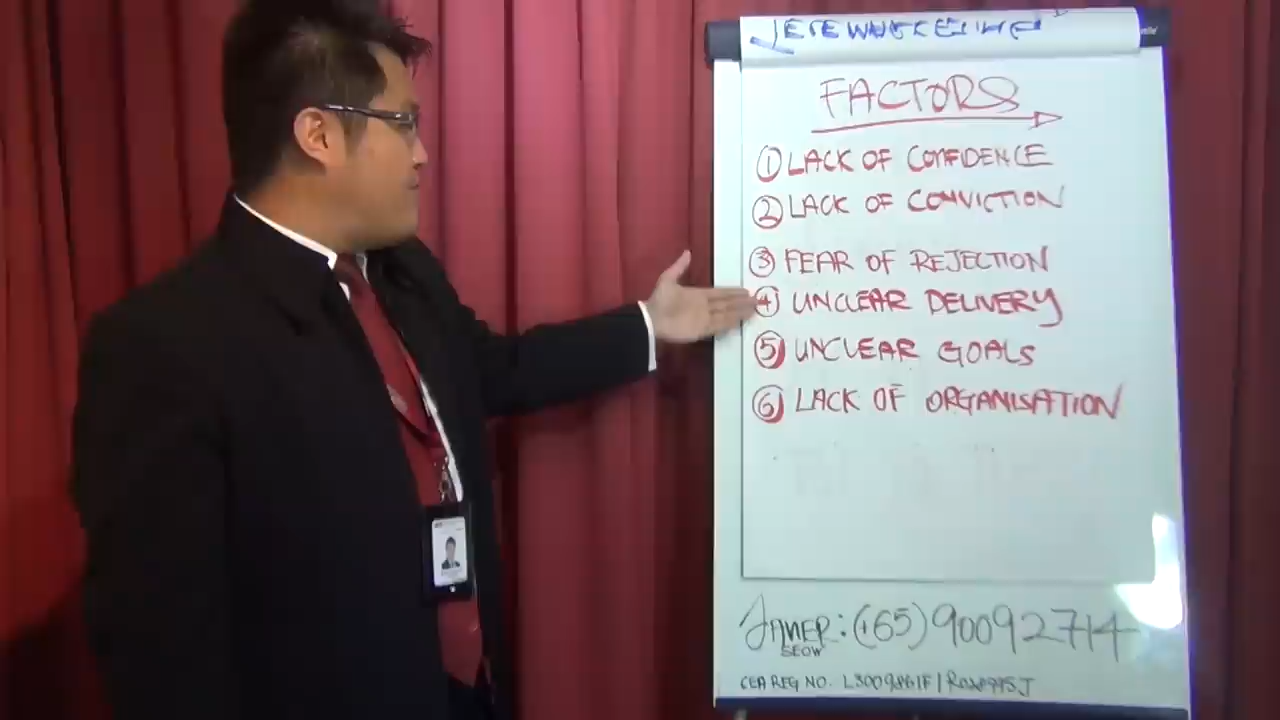 FACTORS
① LACK OF CONFIDENCE
② LACK OF CONVICTION
③ FEAR OF REJECTION
④ UNCLEAR DELIVERY
⑤ UNCLEAR GOALS
⑥ LACK OF ORGANISATION
: (+65) 90092714
SEOW
CEA REG NO. L3009861F |